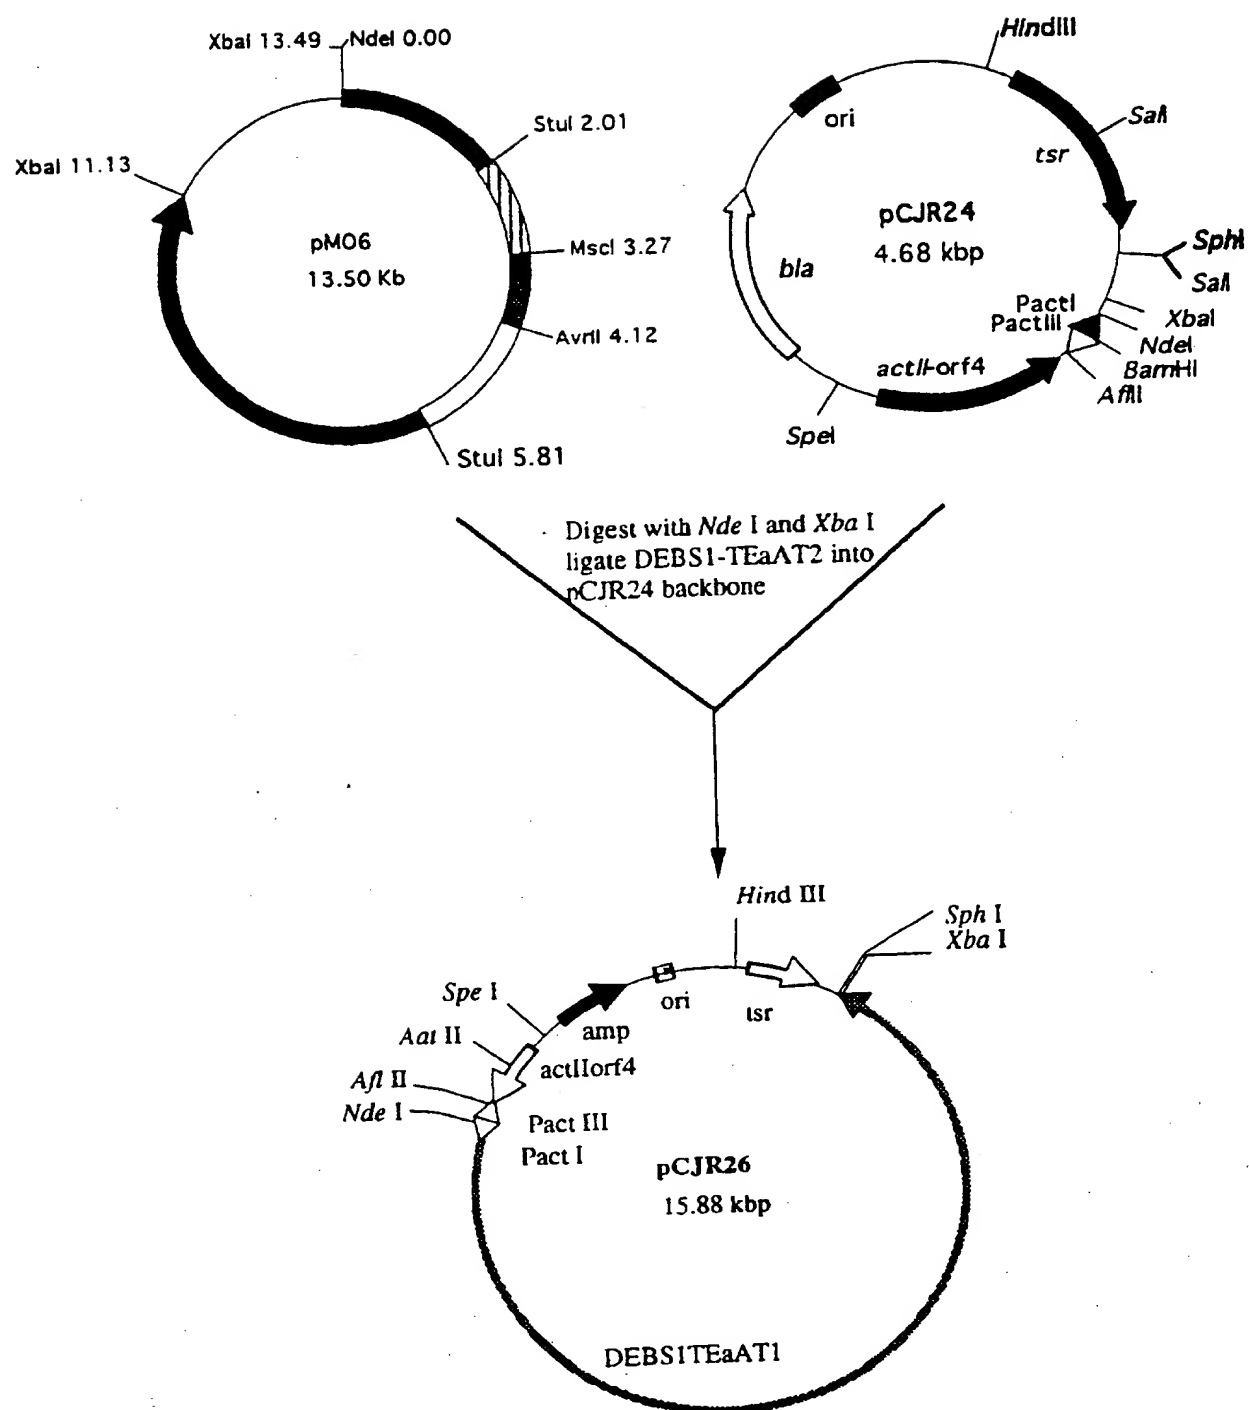 XbaI 13.49
NdeI 0.00
StuI 2.01
XbaI 11.13
pM06
13.50 Kb
MscI 3.27
AvrII 4.12
StuI 5.81
HindIII
ori
SalI
tsr
pCJR24
4.68 kbp
bla
SphI
SalI
PactI
PactIII
XbaI
NdeI
BamHI
AflII
actII-orf4
SpeI
Digest with Nde I and Xba I
ligate DEBS1-TEaAT2 into
pCJR24 backbone
Hind III
Sph I
Xba I
Spe I
ori
tsr
amp
Aat II
actIIorf4
Afl II
Nde I
Pact III
Pact I
pCJR26
15.88 kbp
DEBS1TEaAT1